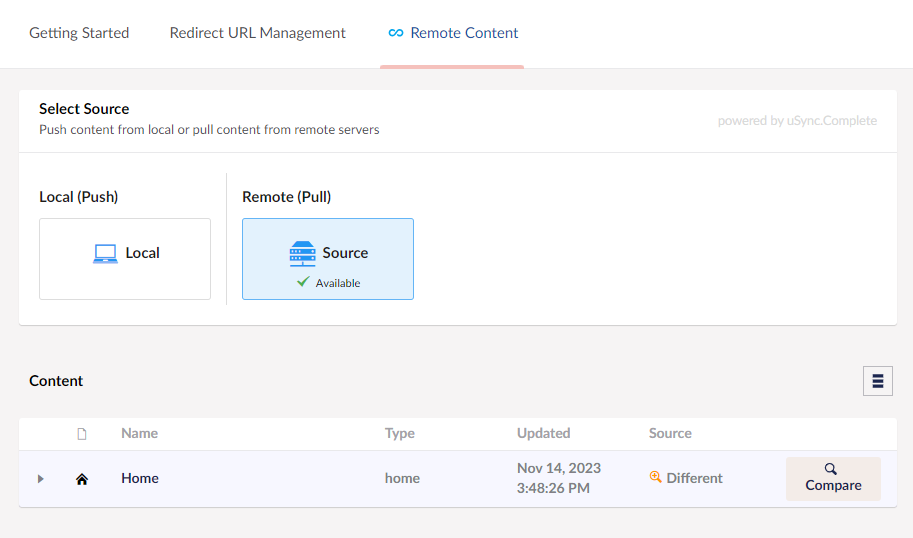 Getting Started Redirect URL Management Remote Content
Select Source
Push content from local or pull content from remote servers
powered by uSync.Complete
Local (Push) Remote (Pull)
Local Source
Available
Content
Name Type Updated Source
Home home Nov 14, 2023 Different Compare
3:48:26 PM